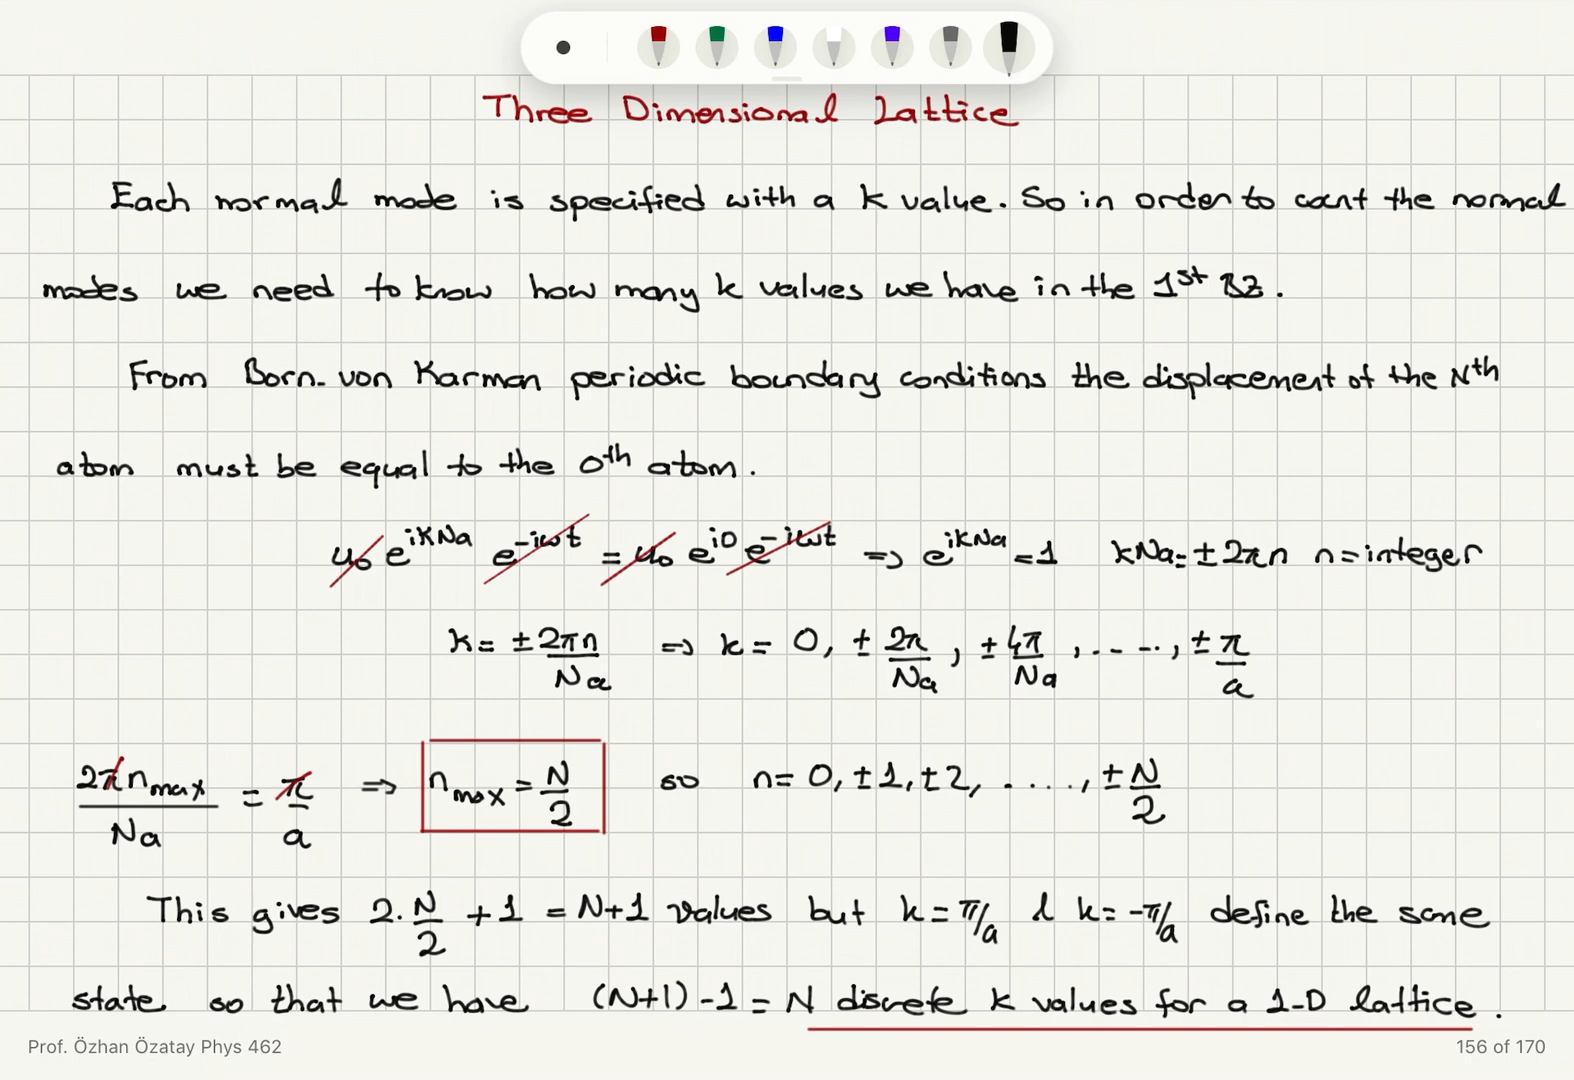 Three Dimensional Lattice
Each normal mode is specified with a k value. So in order to count the normal
modes we need to know how many k values we have in the 1st BZ.
From Born-von Karman periodic boundary conditions the displacement of the Nth
atom must be equal to the 0th atom.
u₀ e^{ikNa} e^{-iωt} = u₀ e^{i0} e^{-iωt} => e^{ikNa} = 1 kNa = ±2πn n = integer
k = ±2πn/Na => k = 0, ± 2π/Na, ± 4π/Na, ....., ± π/a
2πn_max/Na = π/a => n_max = N/2 so n = 0, ±1, ±2, ....., ± N/2
This gives 2.N/2 + 1 = N+1 values but k = π/a & k = -π/a define the same
state so that we have (N+1) - 1 = N discrete k values for a 1-D lattice.
Prof. Özhan Özatay Phys 462
156 of 170